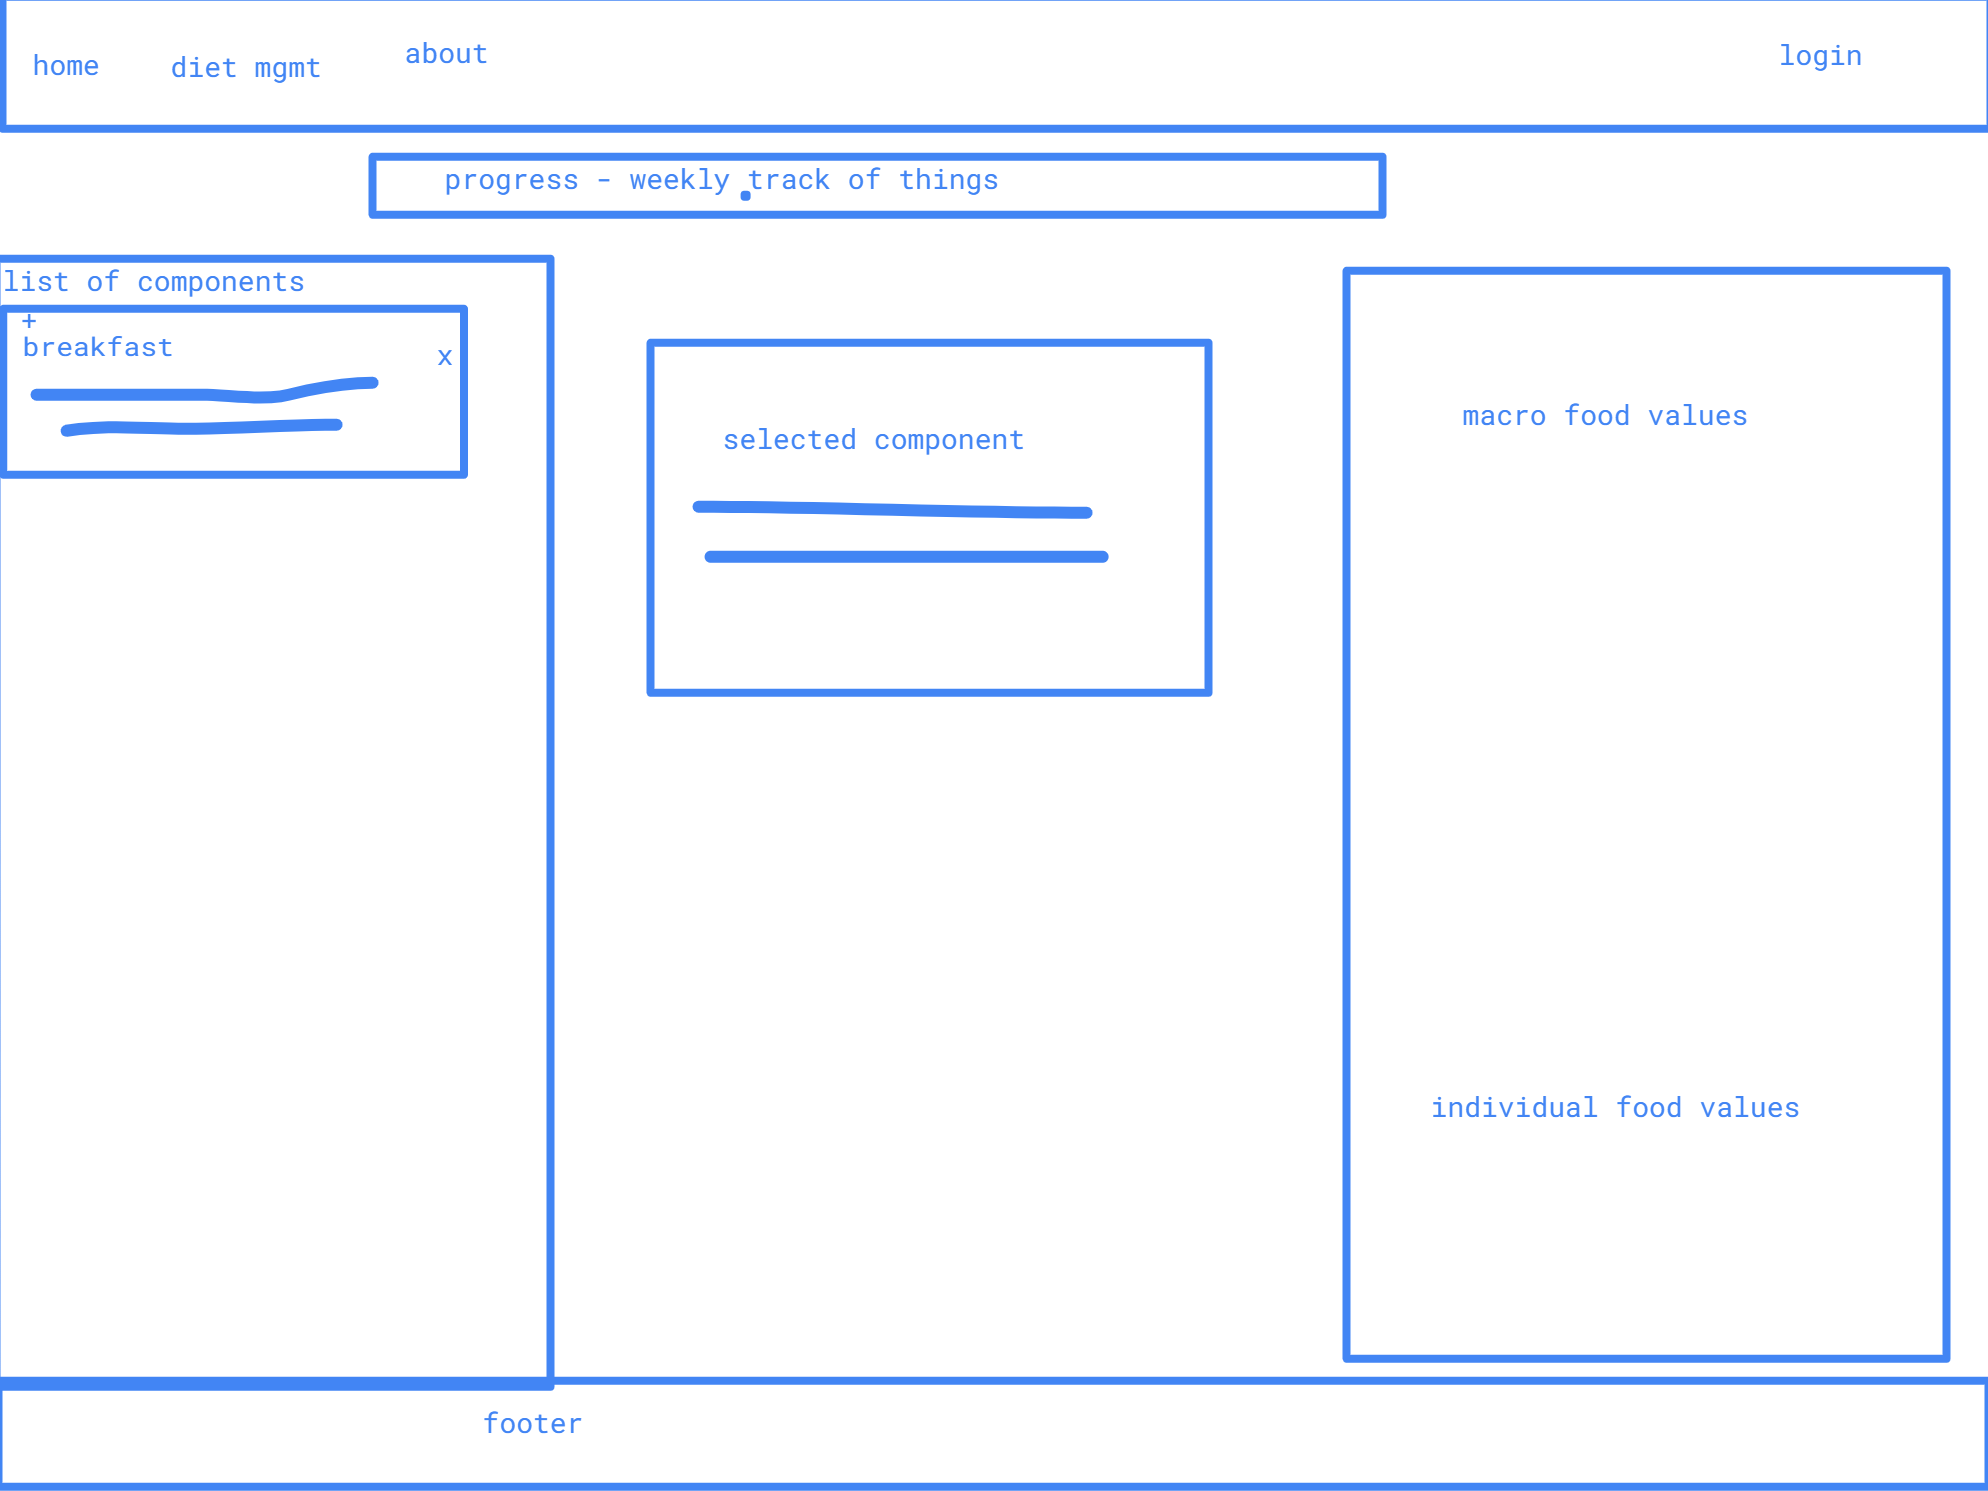 home diet mgmt about login
progress - weekly track of things
list of components
+
breakfast x
selected component
macro food values
individual food values
footer